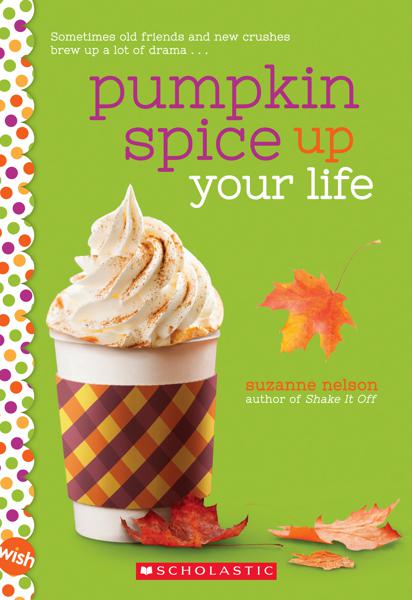 Sometimes old friends and new crushes
brew up a lot of drama . . .
pumpkin
spice up
your life
suzanne nelson
author of Shake It Off
wish
SCHOLASTIC